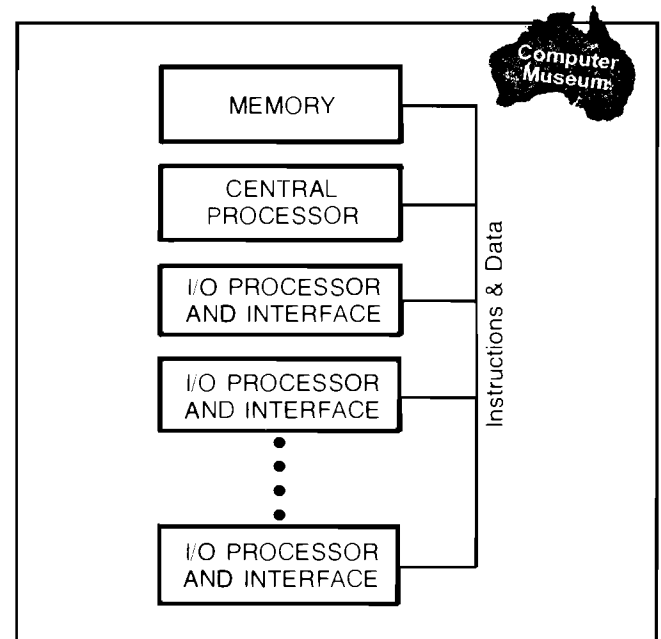 Computer
Museum
MEMORY
CENTRAL
PROCESSOR
I/O PROCESSOR
AND INTERFACE
I/O PROCESSOR
AND INTERFACE
I/O PROCESSOR
AND INTERFACE
Instructions & Data